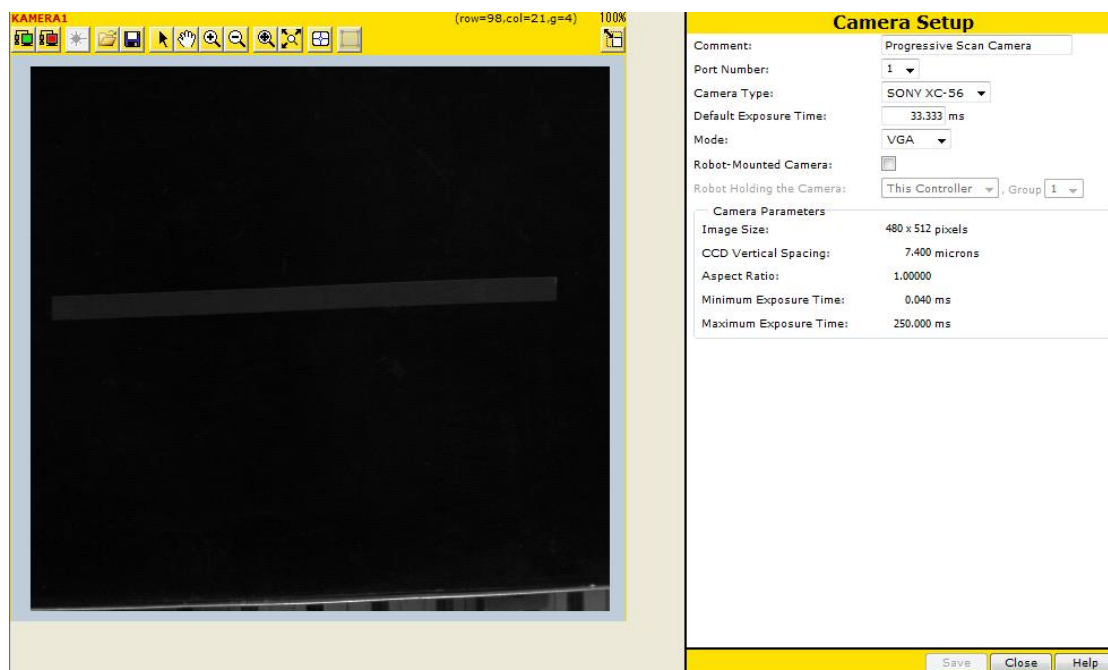 KAMERA1 (row=98,col=21,g=4) 100%
Camera Setup
Comment: Progressive Scan Camera
Port Number: 1
Camera Type: SONY XC-56
Default Exposure Time: 33.333 ms
Mode: VGA
Robot-Mounted Camera:
Robot Holding the Camera: This Controller , Group 1
Camera Parameters
Image Size: 480 x 512 pixels
CCD Vertical Spacing: 7.400 microns
Aspect Ratio: 1.00000
Minimum Exposure Time: 0.040 ms
Maximum Exposure Time: 250.000 ms
Save Close Help